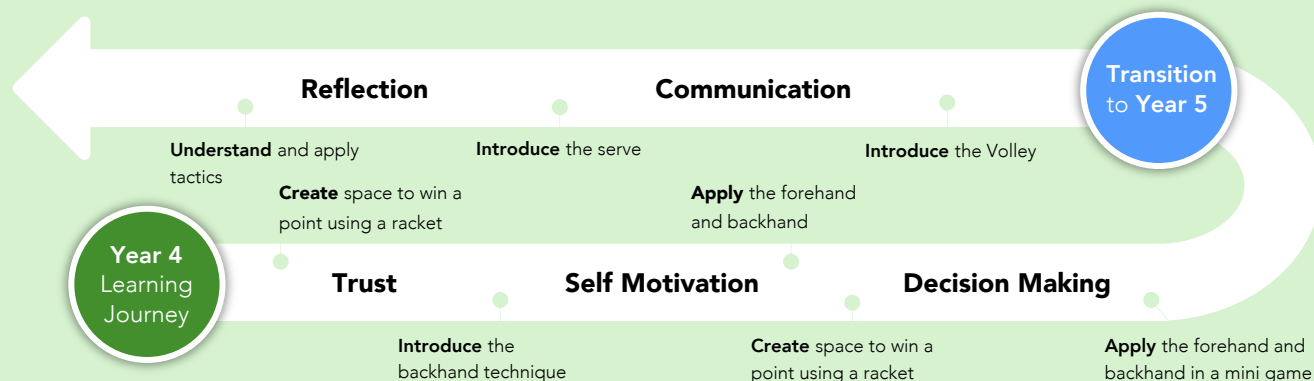 Reflection
Communication
Transition
to Year 5
Understand and apply
tactics
Introduce the serve
Introduce the Volley
Create space to win a
point using a racket
Apply the forehand
and backhand
Year 4
Learning
Journey
Trust
Self Motivation
Decision Making
Introduce the
backhand technique
Create space to win a
point using a racket
Apply the forehand and
backhand in a mini game